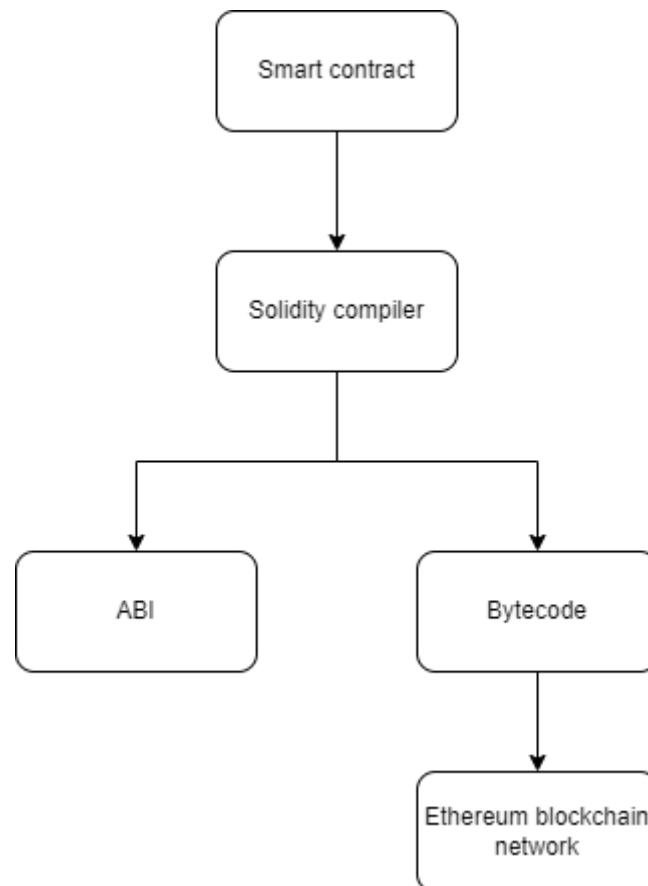 Smart contract
Solidity compiler
ABI
Bytecode
Ethereum blockchain
network